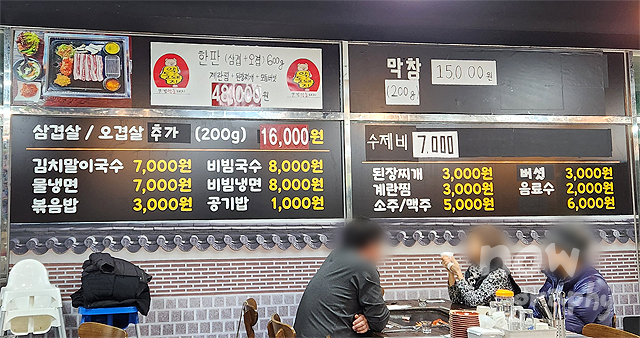 한판 (삼겹+오겹) 600g
계란찜+된장찌개+모듬버섯
48,000원
막창 15,000원
(200g)
삼겹살 / 오겹살 추가 (200g) 16,000원
김치말이국수 7,000원 비빔국수 8,000원
물냉면 7,000원 비빔냉면 8,000원
볶음밥 3,000원 공기밥 1,000원
수제비 7,000
된장찌개 3,000원 버섯 3,000원
계란찜 3,000원 음료수 2,000원
소주/맥주 5,000원 6,000원
now